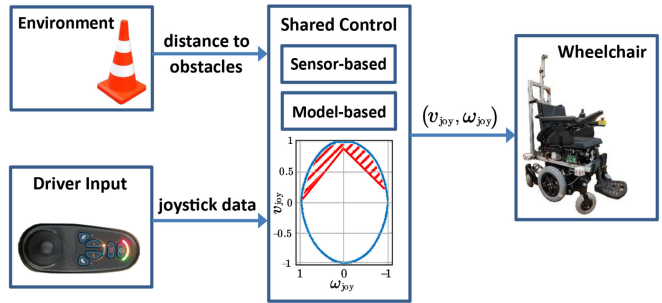 Environment
distance to
obstacles
Driver Input
joystick data
Shared Control
Sensor-based
Model-based
1
0.5
0
-0.5
-1
v_joy
1 0 -1
ω_joy
(v_joy, ω_joy)
Wheelchair